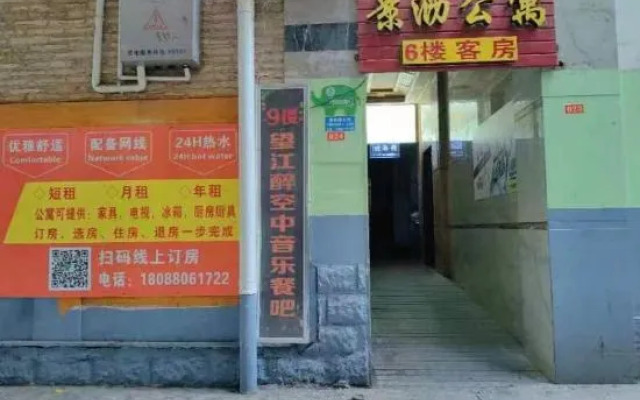 景洒公寓
6楼客房
优雅舒适
Comfortable
配备网线
Network cable
24H热水
24H hot water
◇短租 ◇月租 ◇年租
公寓可提供：家具、电视、冰箱、厨房厨具
订房、选房、住房、退房一步完成
扫码线上订房
电话：18088061722
9楼望江醉空中音乐餐吧
024
023